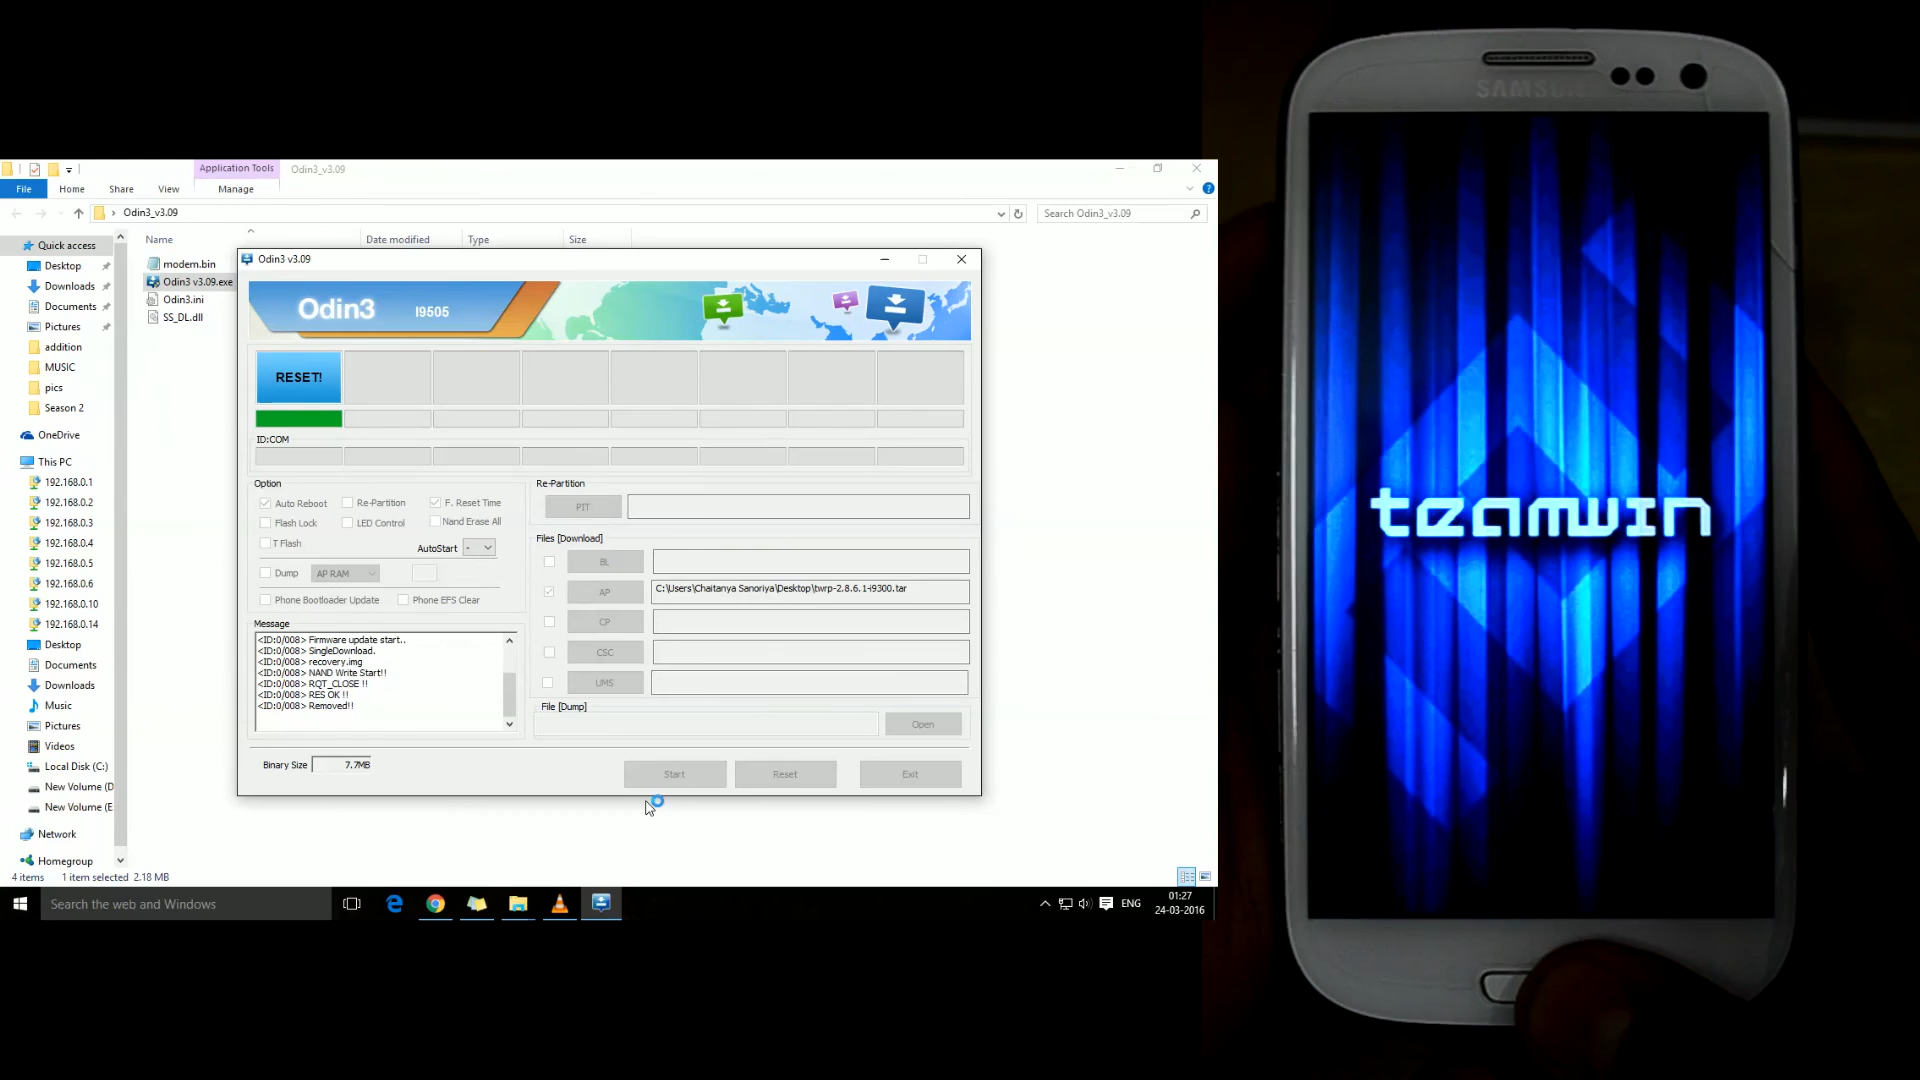 Application Tools
Odin3_v3.09
File
Home
Share
View
Manage
Odin3_v3.09
Search Odin3_v3.09
Name
Date modified
Type
Size
Quick access
Desktop
Downloads
Documents
Pictures
addition
MUSIC
pics
Season 2
OneDrive
This PC
192.168.0.1
192.168.0.2
192.168.0.3
192.168.0.4
192.168.0.5
192.168.0.6
192.168.0.10
192.168.0.14
Desktop
Documents
Downloads
Music
Pictures
Videos
Local Disk (C:)
New Volume (D
New Volume (E
Network
Homegroup
modem.bin
Odin3 v3.09.exe
Odin3.ini
SS_DL.dll
Odin3 v3.09
Odin3
I9505
RESET!
ID:COM
Option
Auto Reboot
Re-Partition
F. Reset Time
Flash Lock
LED Control
Nand Erase All
T Flash
AutoStart
-
Dump
AP RAM
Phone Bootloader Update
Phone EFS Clear
Message
<ID:0/008> Firmware update start..
<ID:0/008> SingleDownload.
<ID:0/008> recovery.img
<ID:0/008> NAND Write Start!!
<ID:0/008> RQT_CLOSE !!
<ID:0/008> RES OK !!
<ID:0/008> Removed!!
Re-Partition
PIT
Files [Download]
BL
AP
C:\Users\Chaitanya Sanoriya\Desktop\twrp-2.8.6.1-i9300.tar
CP
CSC
UMS
File [Dump]
Open
Binary Size
7.7MB
Start
Reset
Exit
4 items
1 item selected 2.18 MB
Search the web and Windows
ENG
01:27
24-03-2016
SAMSUNG
teamwin